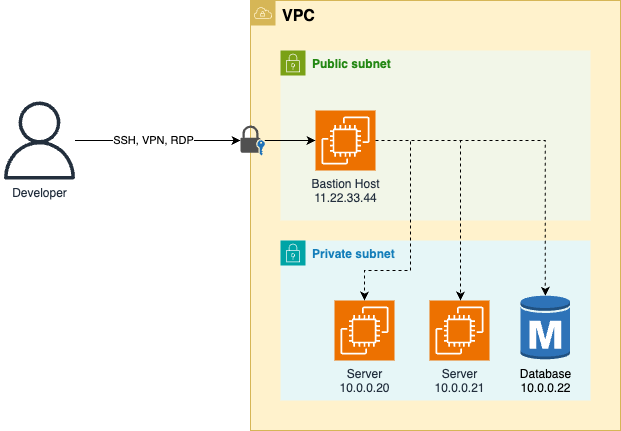 VPC
Public subnet
SSH, VPN, RDP
Developer
Bastion Host
11.22.33.44
Private subnet
M
Server
10.0.0.20
Server
10.0.0.21
Database
10.0.0.22